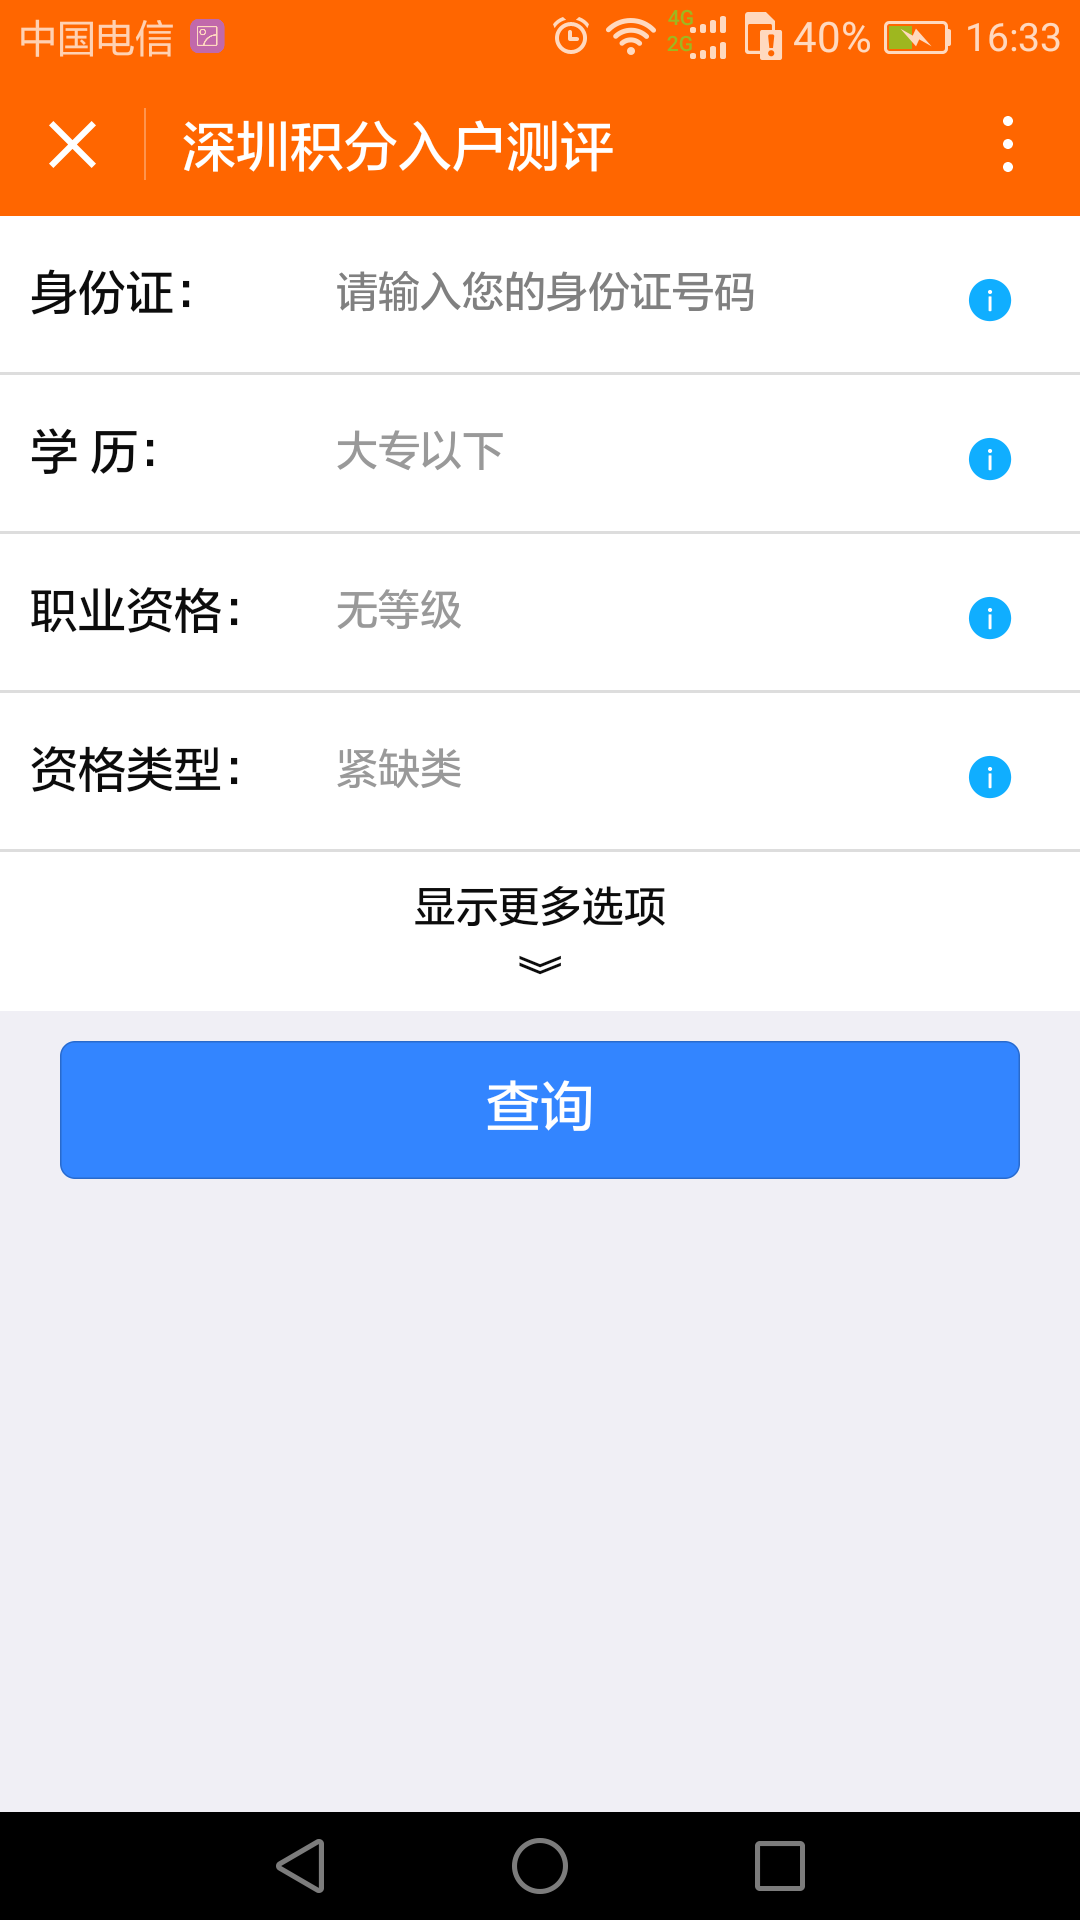 中国电信 4G 2G 40% 16:33
深圳积分入户测评
身份证： 请输入您的身份证号码
学 历： 大专以下
职业资格： 无等级
资格类型： 紧缺类
显示更多选项
查询